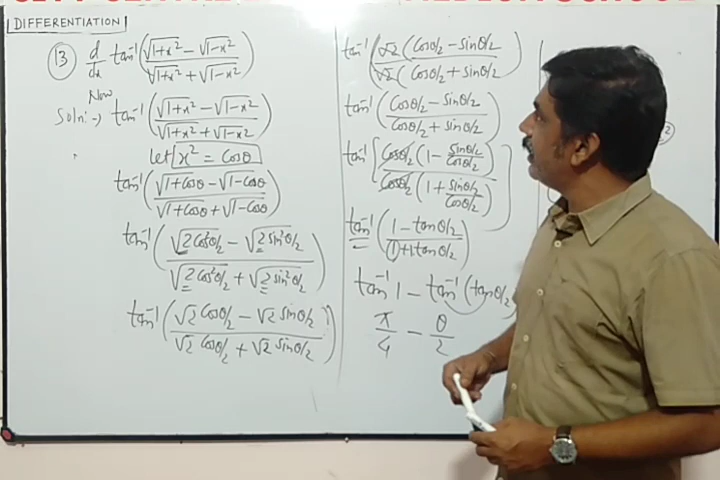 DIFFERENTIATION
13 d/dx tan⁻¹(√1+x² − √1−x² / √1+x² + √1−x²)
Now
Soln:→ tan⁻¹(√1+x² − √1−x² / √1+x² + √1−x²)
let x² = Cosθ
tan⁻¹(√1+Cosθ − √1−Cosθ / √1+Cosθ + √1−Cosθ)
tan⁻¹(√2Cos²θ/2 − √2Sin²θ/2 / √2Cos²θ/2 + √2Sin²θ/2)
tan⁻¹(√2 Cosθ/2 − √2 Sinθ/2 / √2 Cosθ/2 + √2 Sinθ/2)
tan⁻¹(√2(Cosθ/2 − Sinθ/2) / √2(Cosθ/2 + Sinθ/2))
tan⁻¹(Cosθ/2 − Sinθ/2 / Cosθ/2 + Sinθ/2)
tan⁻¹[Cosθ/2(1 − Sinθ/2 / Cosθ/2) / Cosθ/2(1 + Sinθ/2 / Cosθ/2)]
tan⁻¹(1 − tanθ/2 / 1 + 1 tanθ/2)
tan⁻¹ 1 − tan⁻¹(tanθ/2
π/4 − θ/2